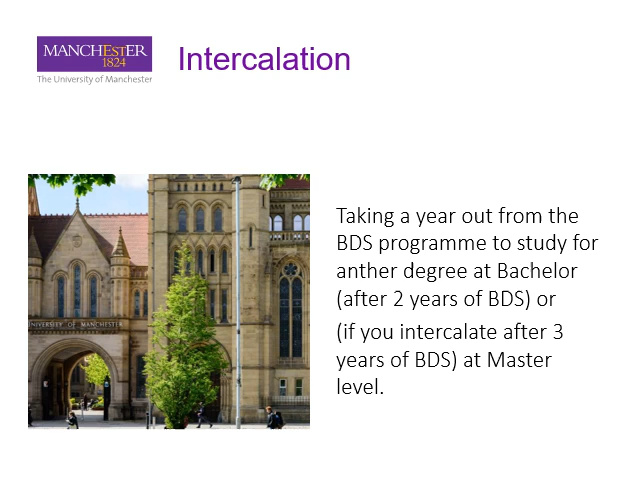 MANCHESTER
1824
The University of Manchester
Intercalation
UNIVERSITY OF MANCHESTER
Taking a year out from the
BDS programme to study for
anther degree at Bachelor
(after 2 years of BDS) or
(if you intercalate after 3
years of BDS) at Master
level.